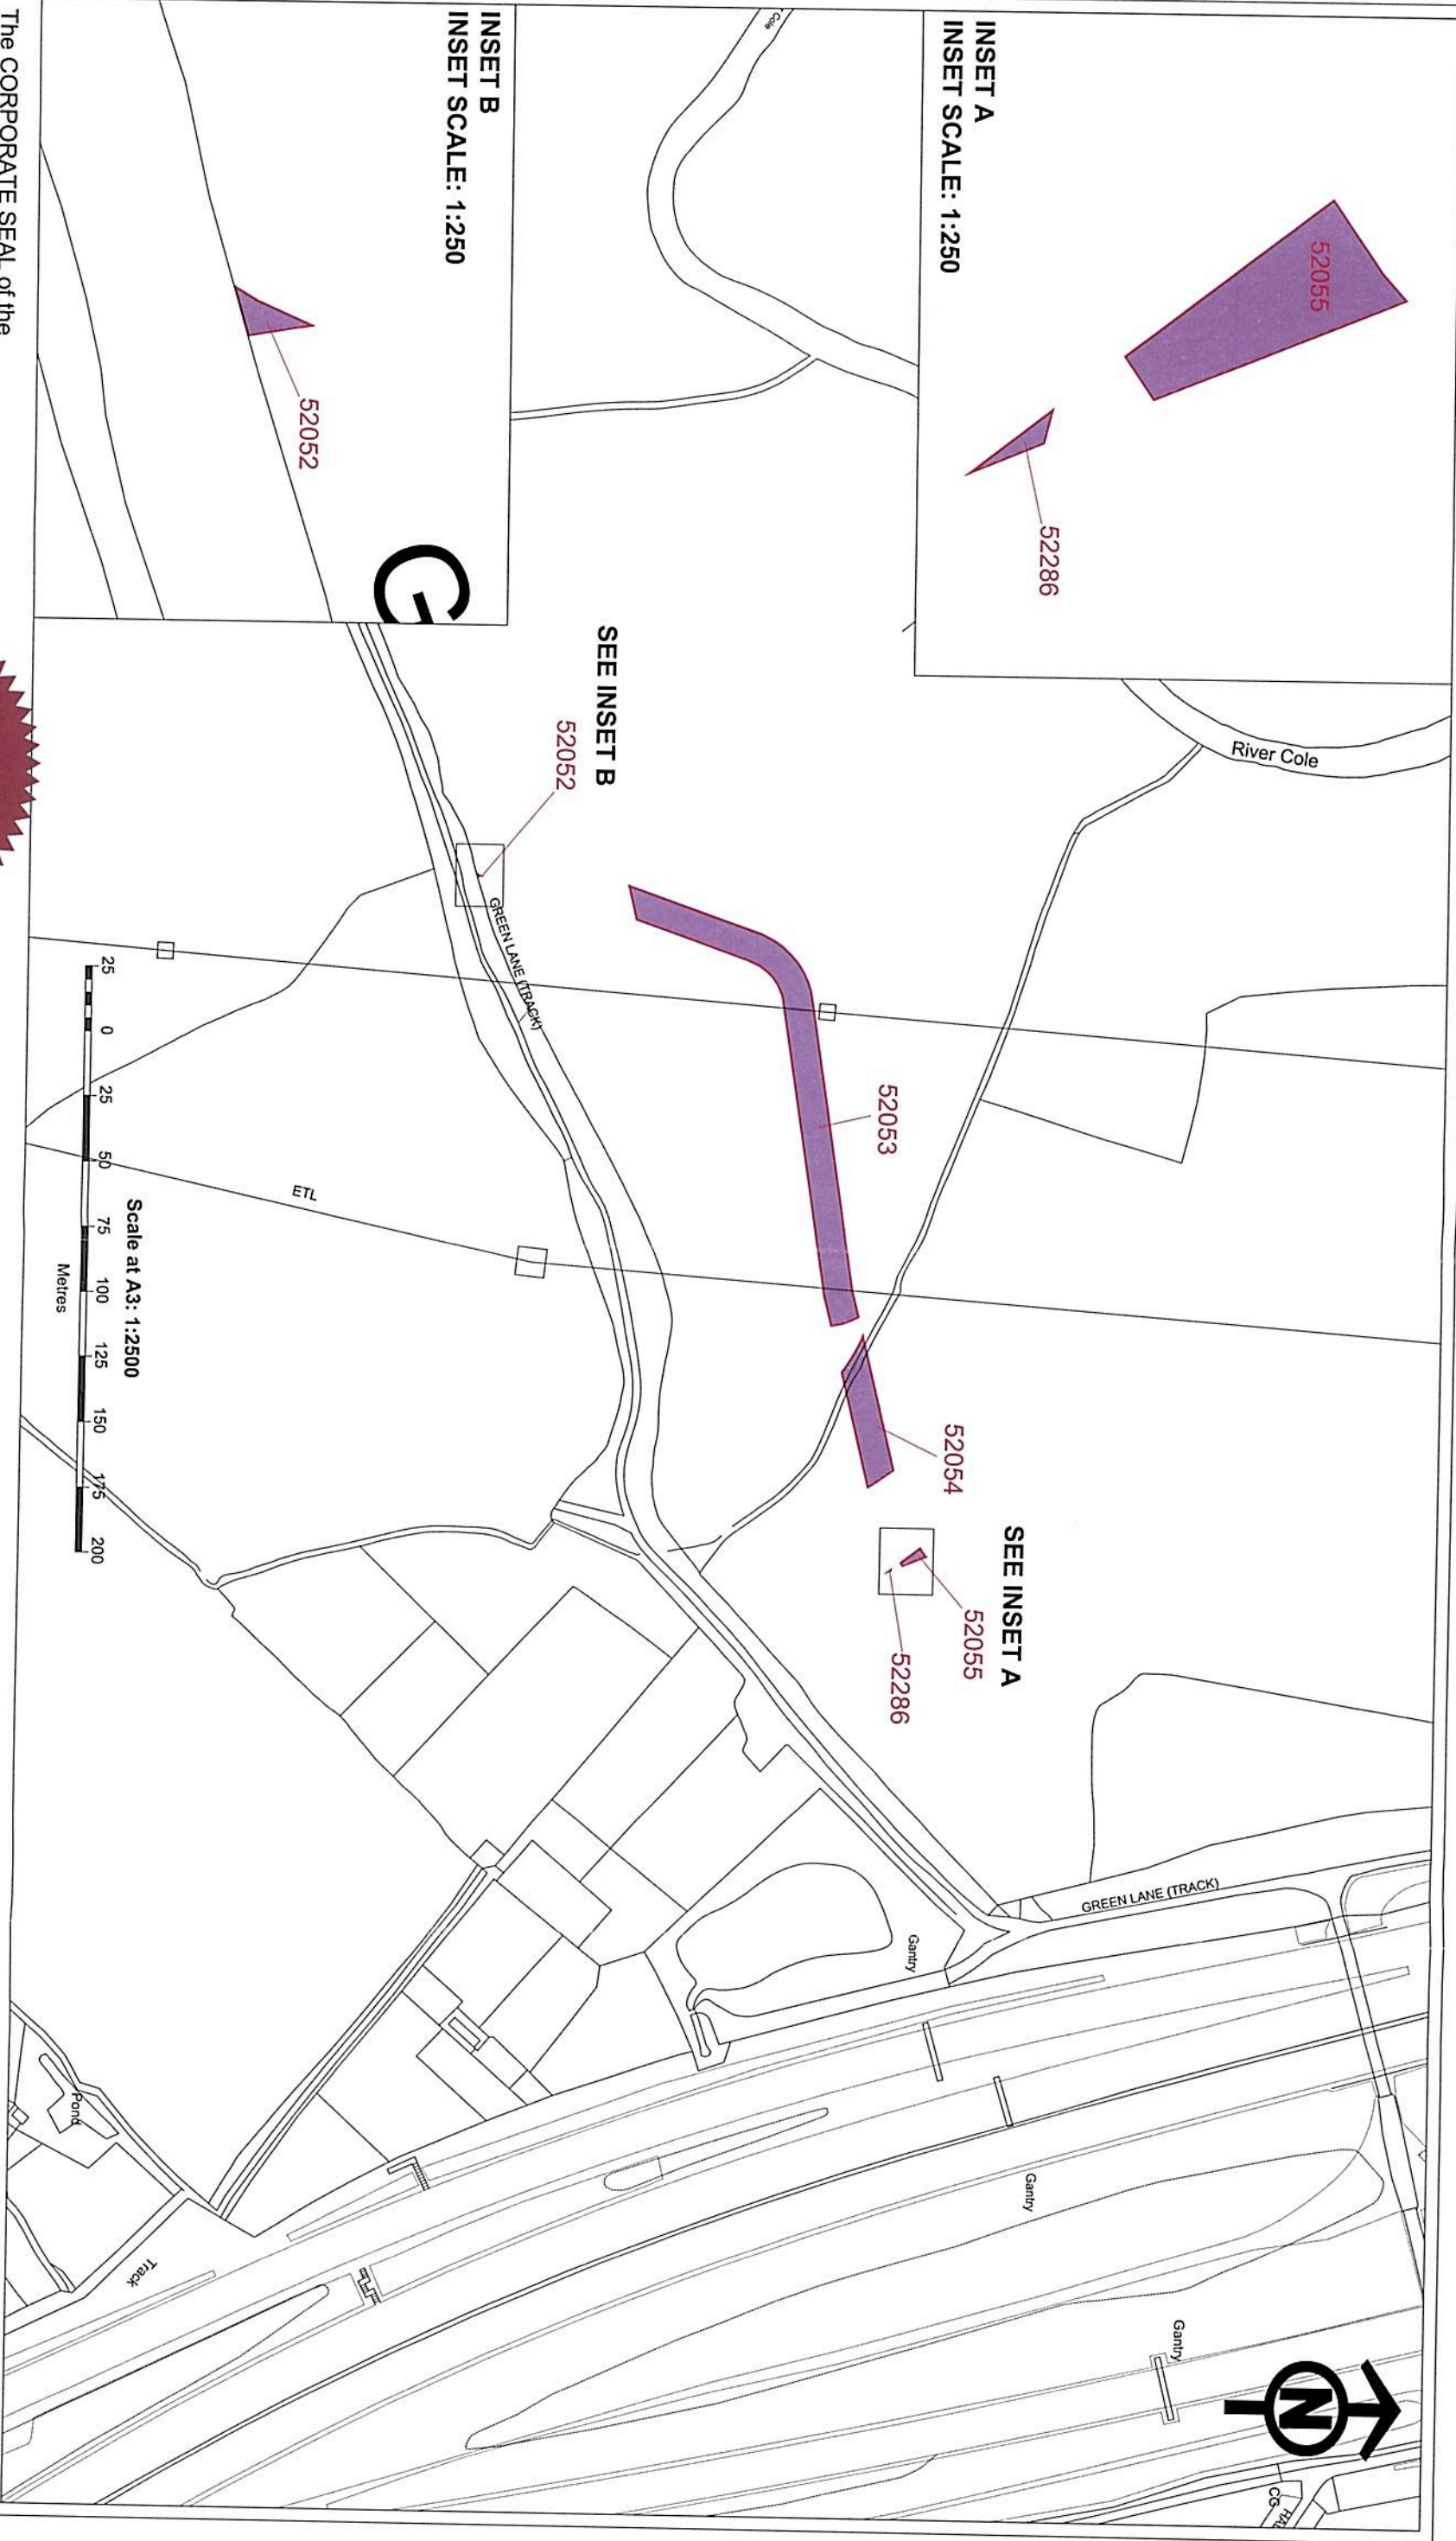 INSET A
INSET SCALE: 1:250
52055
52286
River Cole
Cole
INSET B
INSET SCALE: 1:250
52052
G
SEE INSET B
52052
GREEN LANE (TRACK)
52053
52054
SEE INSET A
52055
52286
GREEN LANE (TRACK)
ETL
Gantry
Gantry
Gantry
Pond
Track
CG
N
Scale at A3: 1:2500
25 0 25 50 75 100 125 150 175 200
Metres
The CORPORATE SEAL of the